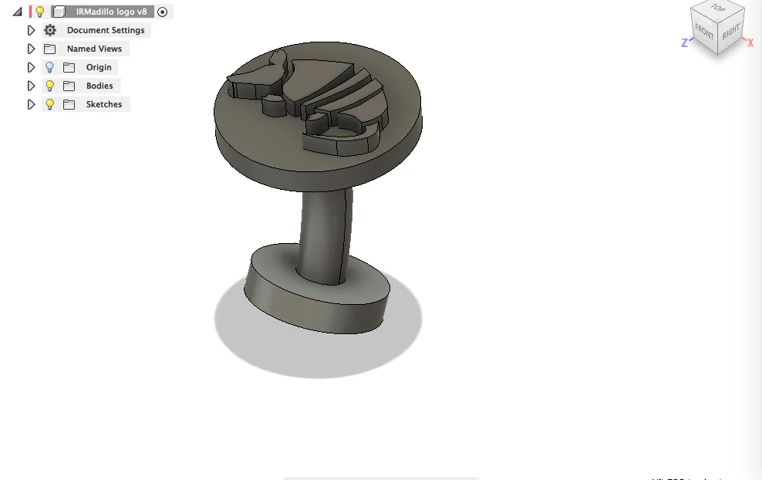 IRMadillo logo v8
Document Settings
Named Views
Origin
Bodies
Sketches
TOP
FRONT
RIGHT
Z
X